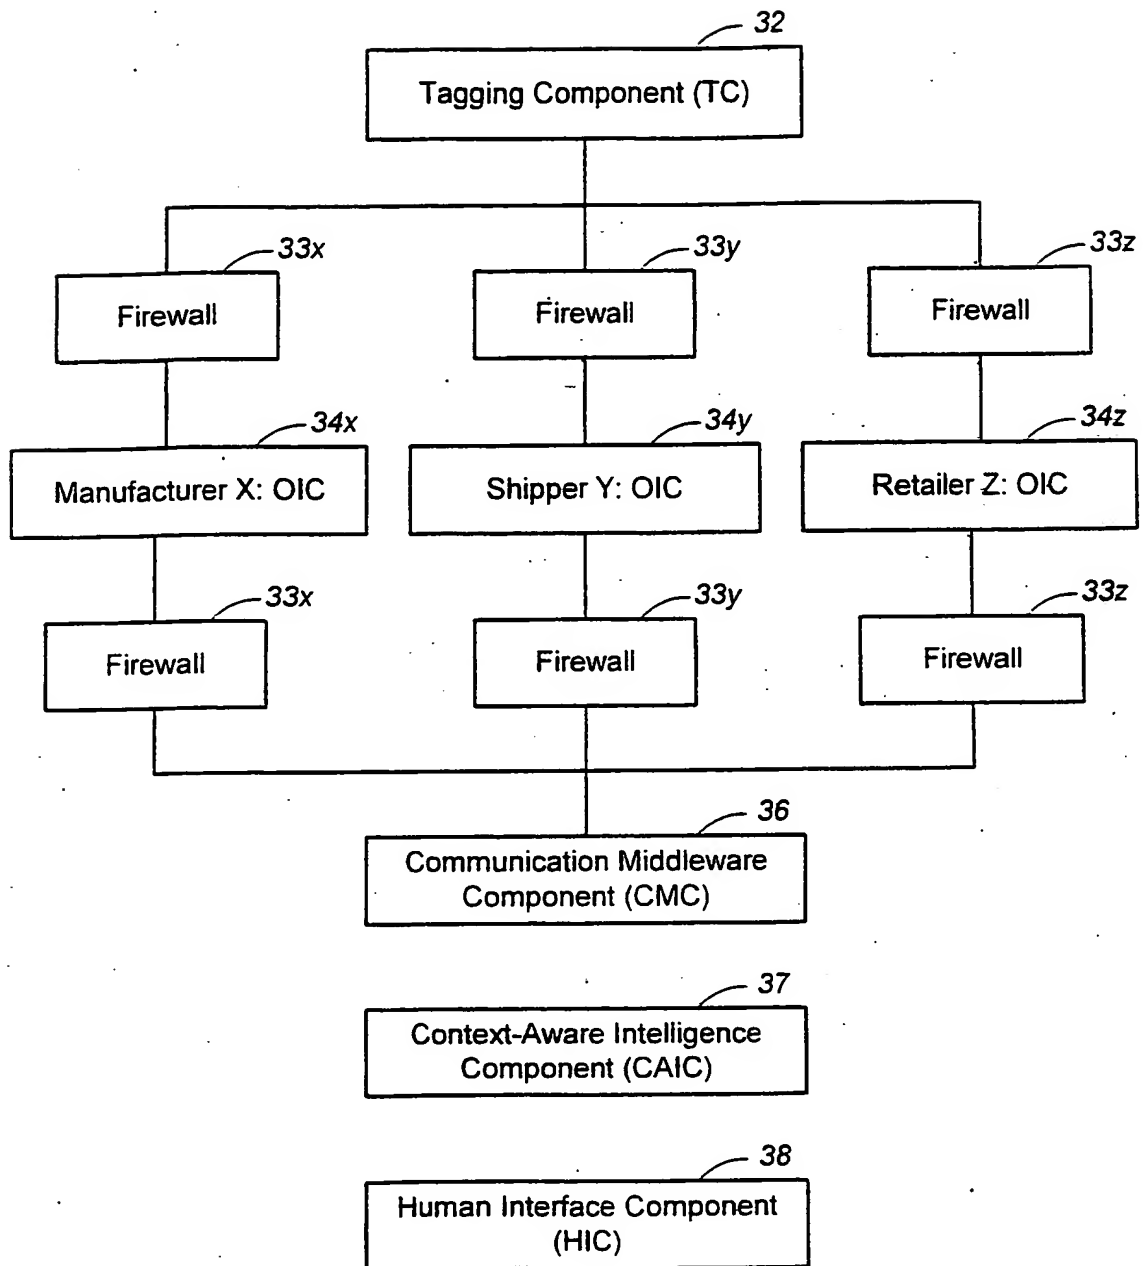 32
Tagging Component (TC)
33x
33y
33z
Firewall
Firewall
Firewall
34x
34y
34z
Manufacturer X: OIC
Shipper Y: OIC
Retailer Z: OIC
33x
33y
33z
Firewall
Firewall
Firewall
36
Communication Middleware
Component (CMC)
37
Context-Aware Intelligence
Component (CAIC)
38
Human Interface Component
(HIC)